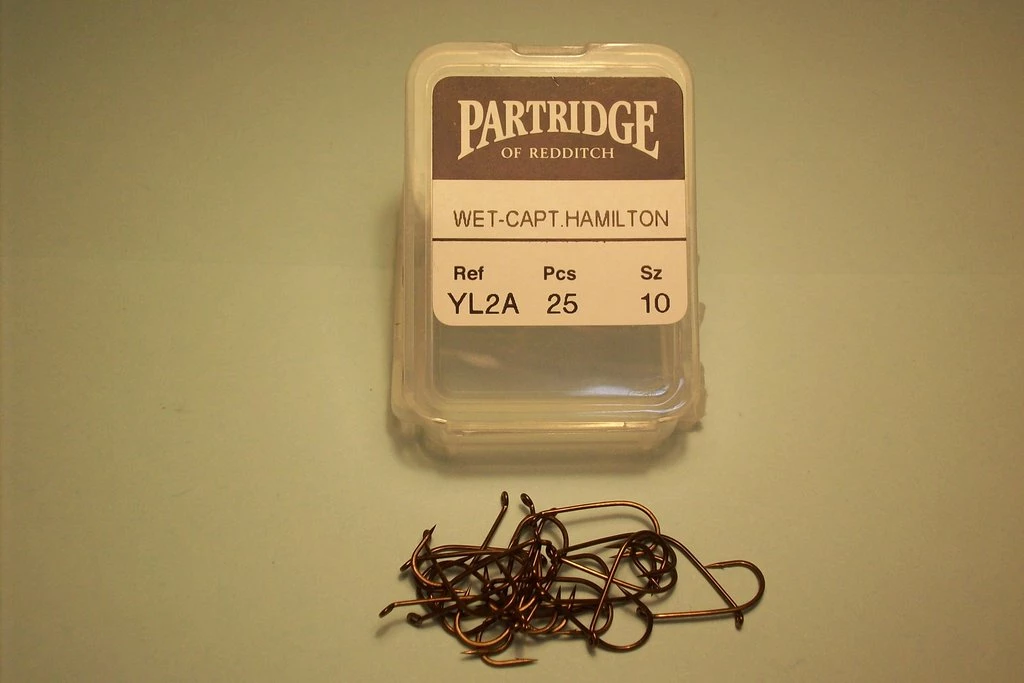 PARTRIDGE
OF REDDITCH
WET-CAPT.HAMILTON
Ref Pcs Sz
YL2A 25 10